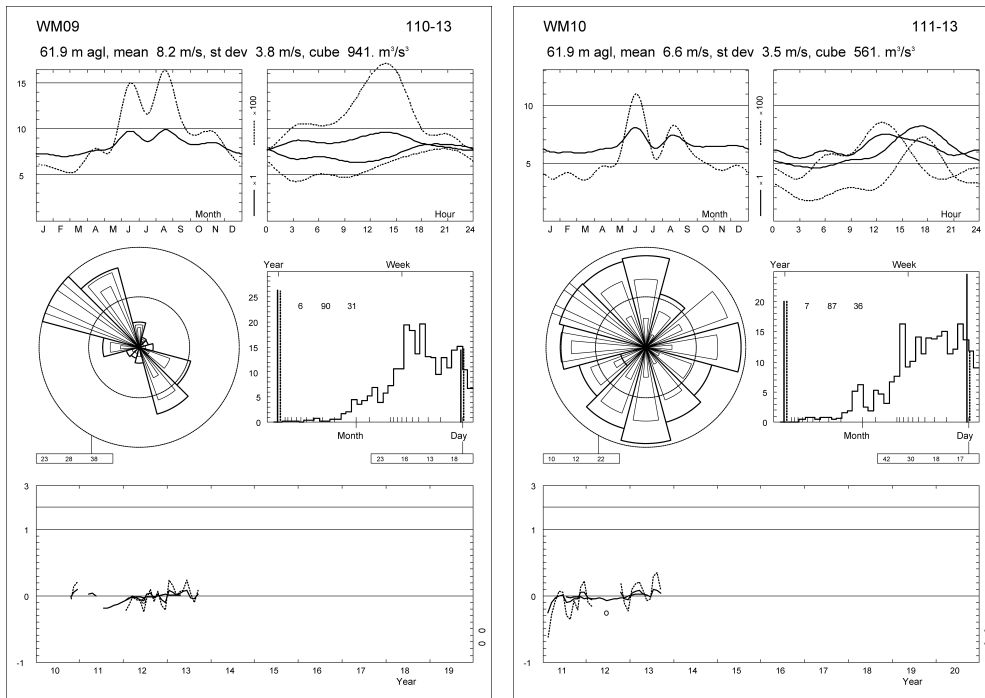 WM09 110-13
61.9 m agl, mean 8.2 m/s, st dev 3.8 m/s, cube 941. m³/s³
15
10
5
Month
J F M A M J J A S O N D
× 100
× 1
Hour
0 3 6 9 12 15 18 21 24
23 28 38
Year Week
25
20
15
10
5
0
6 90 31
Month Day
23 16 13 18
3
1
0
-1
0 0
10 11 12 13 14 15 16 17 18 19
Year
WM10 111-13
61.9 m agl, mean 6.6 m/s, st dev 3.5 m/s, cube 561. m³/s³
10
5
Month
J F M A M J J A S O N D
× 100
× 1
Hour
0 3 6 9 12 15 18 21 24
10 12 22
Year Week
20
15
10
5
0
7 87 36
Month Day
42 30 18 17
3
1
0
-1
11 12 13 14 15 16 17 18 19 20
Year